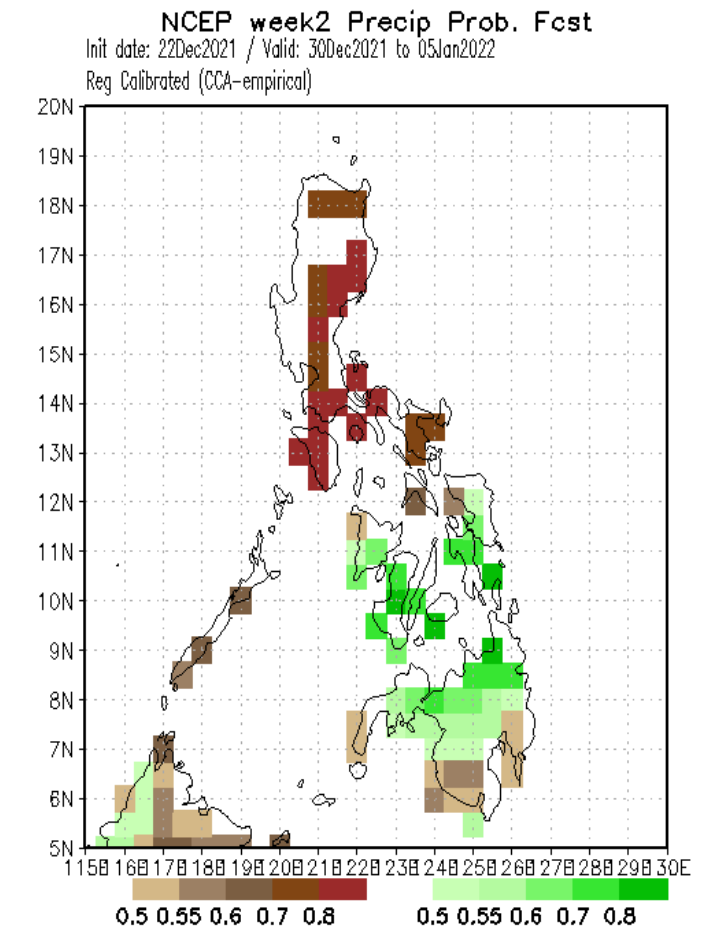 NCEP week2 Precip Prob. Fcst
Init date: 22Dec2021 / Valid: 30Dec2021 to 05Jan2022
Reg Calibrated (CCA-empirical)
20N
19N
18N
17N
16N
15N
14N
13N
12N
11N
10N
9N
8N
7N
6N
5N
115E 116E 117E 118E 119E 120E 121E 122E 123E 124E 125E 126E 127E 128E 129E 130E
0.5 0.55 0.6 0.7 0.8 0.5 0.55 0.6 0.7 0.8